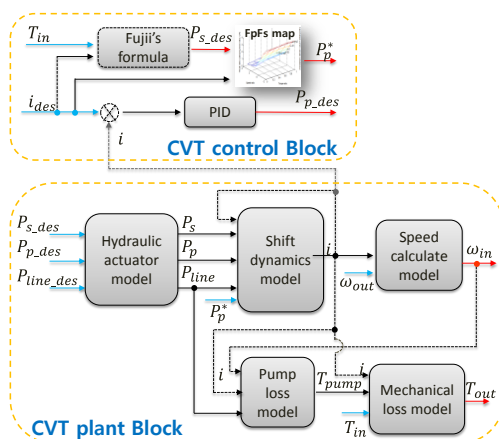 T_in
Fujii's
formula
P_s_des
FpFs map
P_p^*
i_des
i
PID
P_p_des
CVT control Block
P_s_des
P_p_des
P_line_des
Hydraulic
actuator
model
P_s
P_p
P_line
P_p^*
Shift
dynamics
model
i
Speed
calculate
model
ω_in
ω_out
i
Pump
loss
model
T_pump
i
Mechanical
loss model
T_out
T_in
CVT plant Block